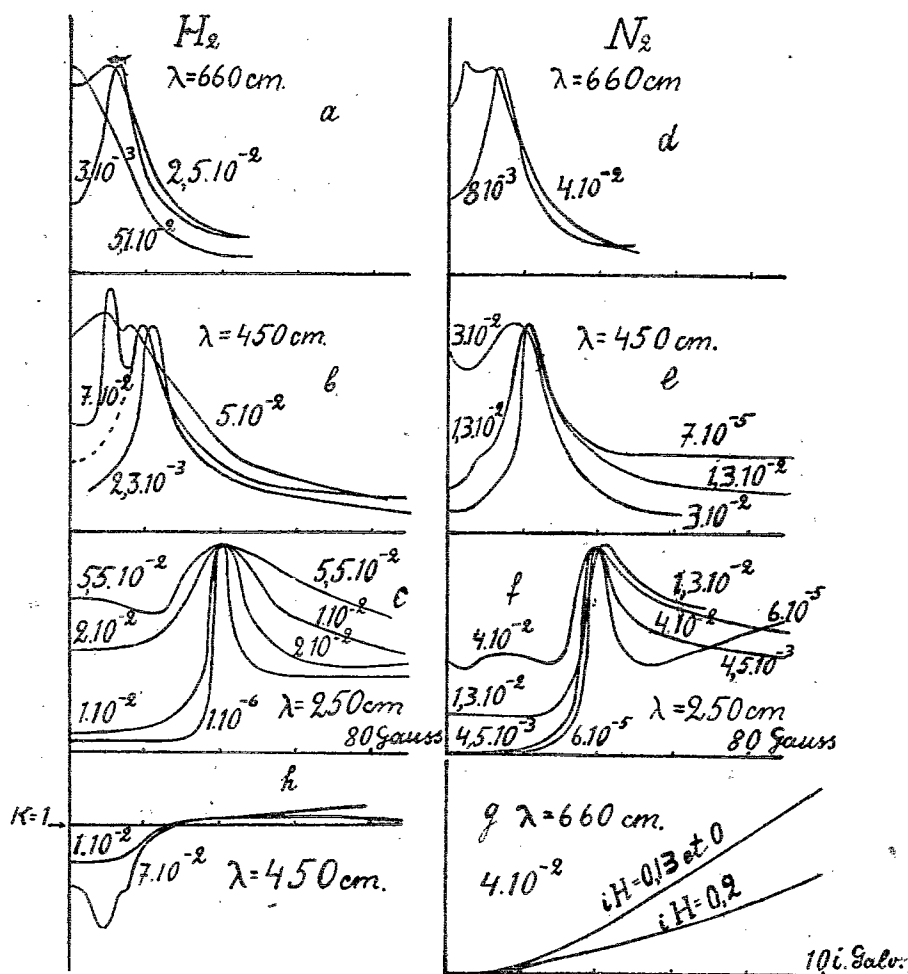 H₂
λ=660 cm.
a
3.10⁻³
2,5.10⁻²
5,1.10⁻²
N₂
λ=660 cm
d
8.10⁻³
4.10⁻²
λ=450 cm.
b
7.10⁻²
5.10⁻²
2,3.10⁻³
3.10⁻²
λ=450 cm.
e
1,3.10⁻²
7.10⁻⁵
1,3.10⁻²
3.10⁻²
5,5.10⁻²
5,5.10⁻²
c
2.10⁻²
1.10⁻²
2.10⁻²
1.10⁻²
1.10⁻⁶
λ=250 cm
80 Gauss
f
1,3.10⁻²
6.10⁻⁵
4.10⁻²
4.10⁻²
4,5.10⁻³
1,3.10⁻²
λ=250 cm
4,5.10⁻³
6.10⁻⁵
80 Gauss
h
K=1
1.10⁻²
7.10⁻²
λ=450 cm.
g λ=660 cm.
4.10⁻²
iH=0,13 et 0
iH=0,2
10 i. Galv.